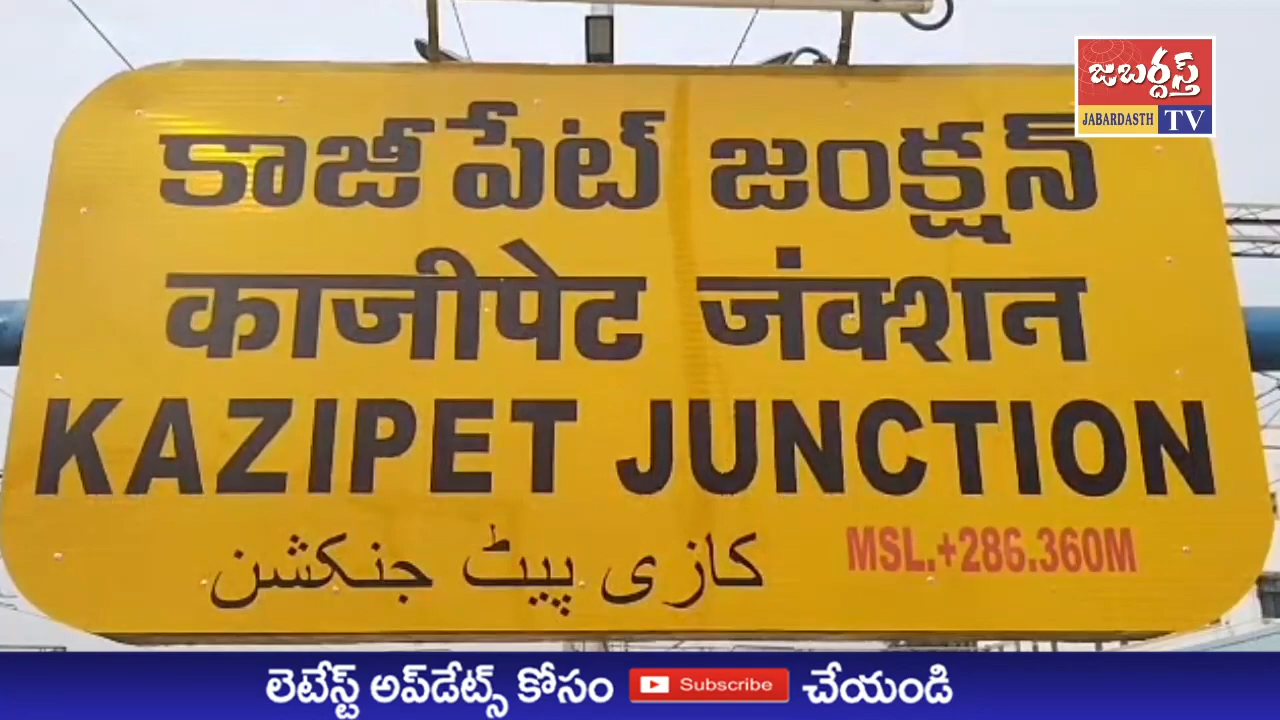 జబర్దస్త్
JABARDASTH TV
కాజీపేట్ జంక్షన్
काजीपेट जंक्शन
KAZIPET JUNCTION
کازی پیٹ جنکشن
MSL.+286.360M
లెటేస్ట్ అప్‌డేట్స్ కోసం Subscribe చేయండి